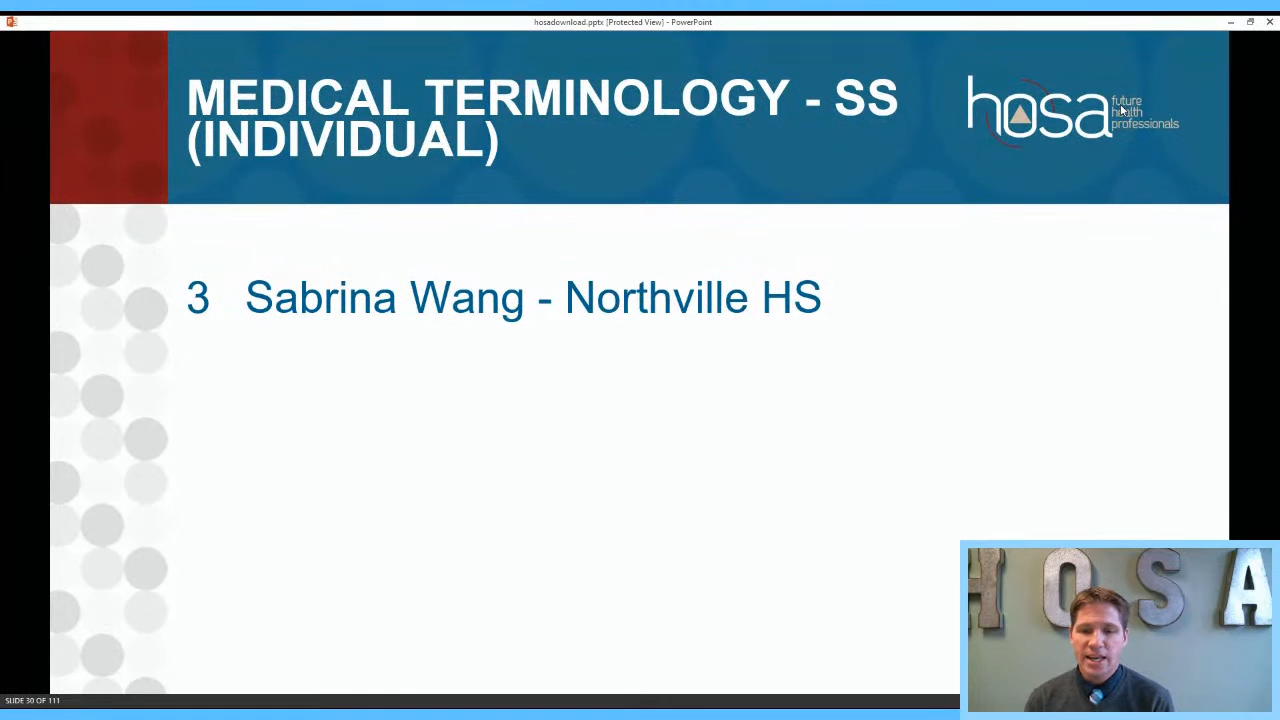 hosadownload.pptx [Protected View] - PowerPoint
MEDICAL TERMINOLOGY - SS
(INDIVIDUAL)
hosa
future
health
professionals
3 Sabrina Wang - Northville HS
HOSA
SLIDE 30 OF 111